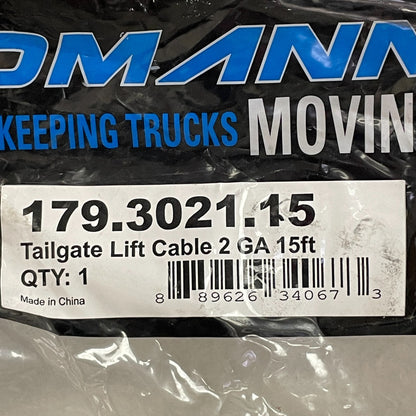 OMANN
KEEPING TRUCKS MOVIN
179.3021.15
Tailgate Lift Cable 2 GA 15ft
QTY: 1
Made in China
8 89626 34067 3